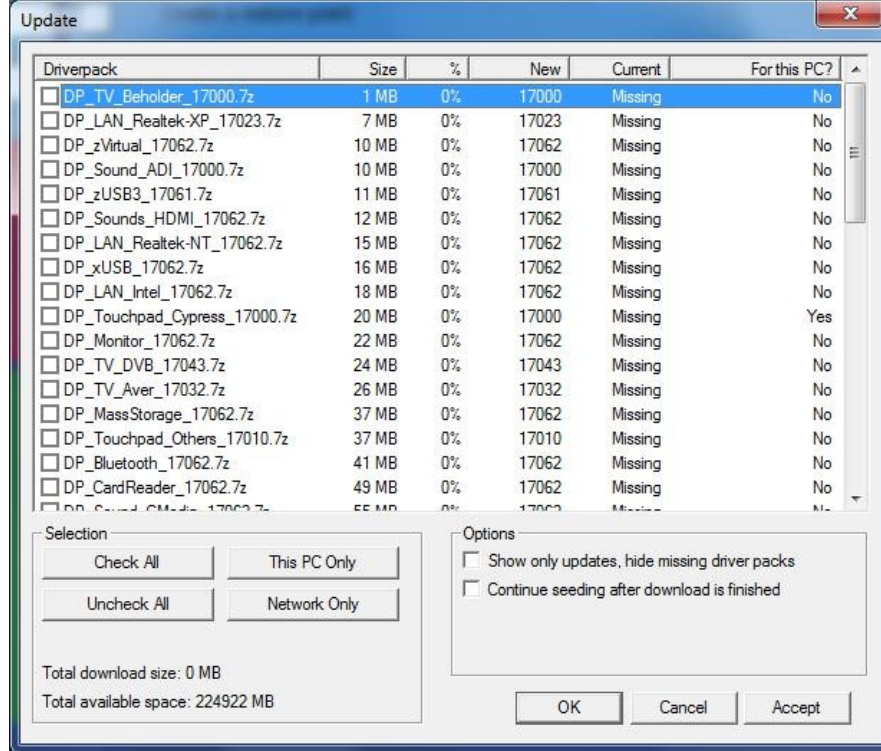 Update
Driverpack Size % New Current For this PC?
DP_TV_Beholder_17000.7z 1 MB 0% 17000 Missing No
DP_LAN_Realtek-XP_17023.7z 7 MB 0% 17023 Missing No
DP_zVirtual_17062.7z 10 MB 0% 17062 Missing No
DP_Sound_ADI_17000.7z 10 MB 0% 17000 Missing No
DP_zUSB3_17061.7z 11 MB 0% 17061 Missing No
DP_Sounds_HDMI_17062.7z 12 MB 0% 17062 Missing No
DP_LAN_Realtek-NT_17062.7z 15 MB 0% 17062 Missing No
DP_xUSB_17062.7z 16 MB 0% 17062 Missing No
DP_LAN_Intel_17062.7z 18 MB 0% 17062 Missing No
DP_Touchpad_Cypress_17000.7z 20 MB 0% 17000 Missing Yes
DP_Monitor_17062.7z 22 MB 0% 17062 Missing No
DP_TV_DVB_17043.7z 24 MB 0% 17043 Missing No
DP_TV_Aver_17032.7z 26 MB 0% 17032 Missing No
DP_MassStorage_17062.7z 37 MB 0% 17062 Missing No
DP_Touchpad_Others_17010.7z 37 MB 0% 17010 Missing No
DP_Bluetooth_17062.7z 41 MB 0% 17062 Missing No
DP_CardReader_17062.7z 49 MB 0% 17062 Missing No
Selection
Check All This PC Only
Uncheck All Network Only
Total download size: 0 MB
Total available space: 224922 MB
Options
Show only updates, hide missing driver packs
Continue seeding after download is finished
OK Cancel Accept